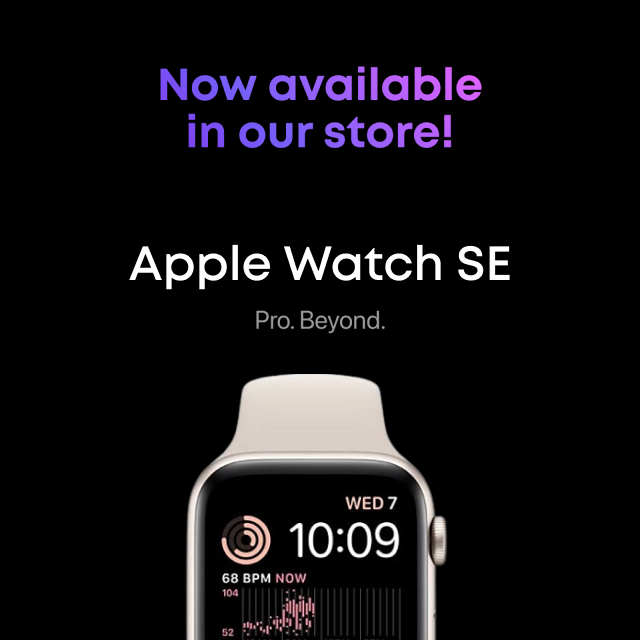 Now available
in our store!
Apple Watch SE
Pro. Beyond.
WED 7
10:09
68 BPM NOW
104
52